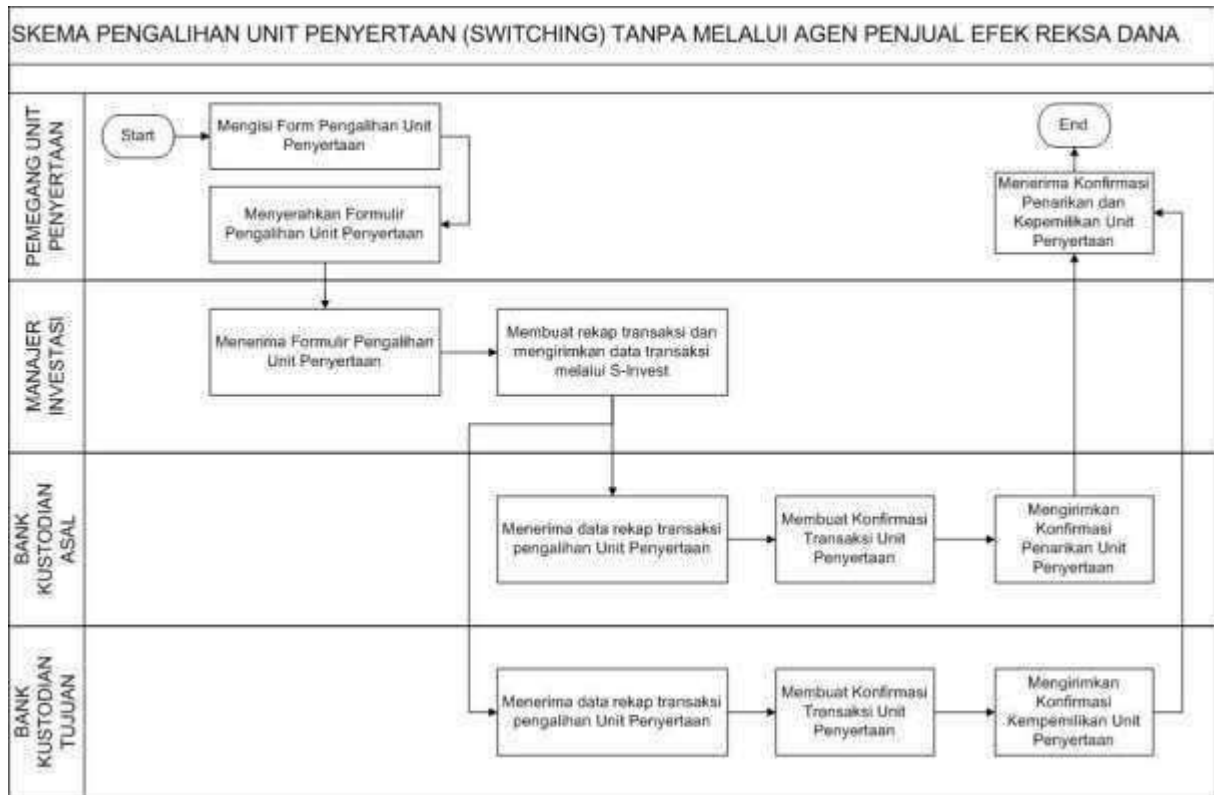 SKEMA PENGALIHAN UNIT PENYERTAAN (SWITCHING) TANPA MELALUI AGEN PENJUAL EFEK REKSA DANA
PEMEGANG UNIT
PENYERTAAN
Start
Mengisi Form Pengalihan Unit
Penyertaan
Menyerahkan Formulir
Pengalihan Unit Penyertaan
End
Menerima Konfirmasi
Penarikan dan
Kepemilikan Unit
Penyertaan
MANAJER
INVESTASI
Menerima Formulir Pengalihan
Unit Penyertaan
Membuat rekap transaksi dan
mengirimkan data transaksi
melalui S-Invest
BANK
KUSTODIAN
ASAL
Menerima data rekap transaksi
pengalihan Unit Penyertaan
Membuat Konfirmasi
Transaksi Unit
Penyertaan
Mengirimkan
Konfirmasi
Penarikan Unit
Penyertaan
BANK
KUSTODIAN
TUJUAN
Menerima data rekap transaksi
pengalihan Unit Penyertaan
Membuat Konfirmasi
Transaksi Unit
Penyertaan
Mengirimkan
Konfirmasi
Kempemilikan Unit
Penyertaan